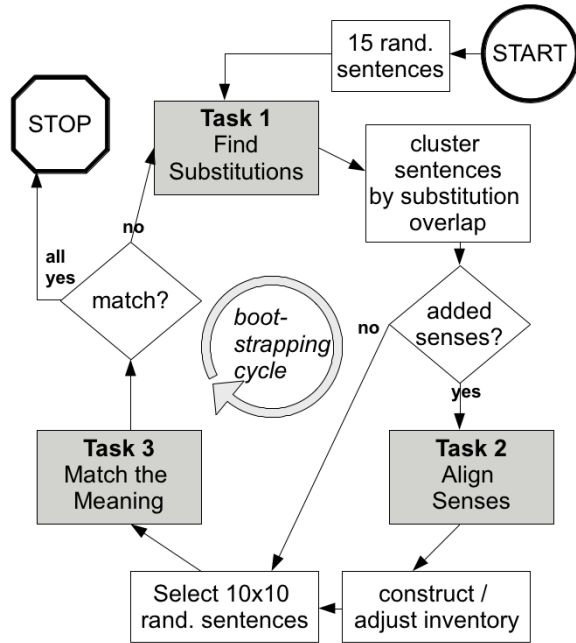 START
15 rand.
sentences
Task 1
Find
Substitutions
STOP
cluster
sentences
by substitution
overlap
no
all
yes
match?
boot-
strapping
cycle
no
added
senses?
yes
Task 3
Match the
Meaning
Task 2
Align
Senses
Select 10x10
rand. sentences
construct /
adjust inventory